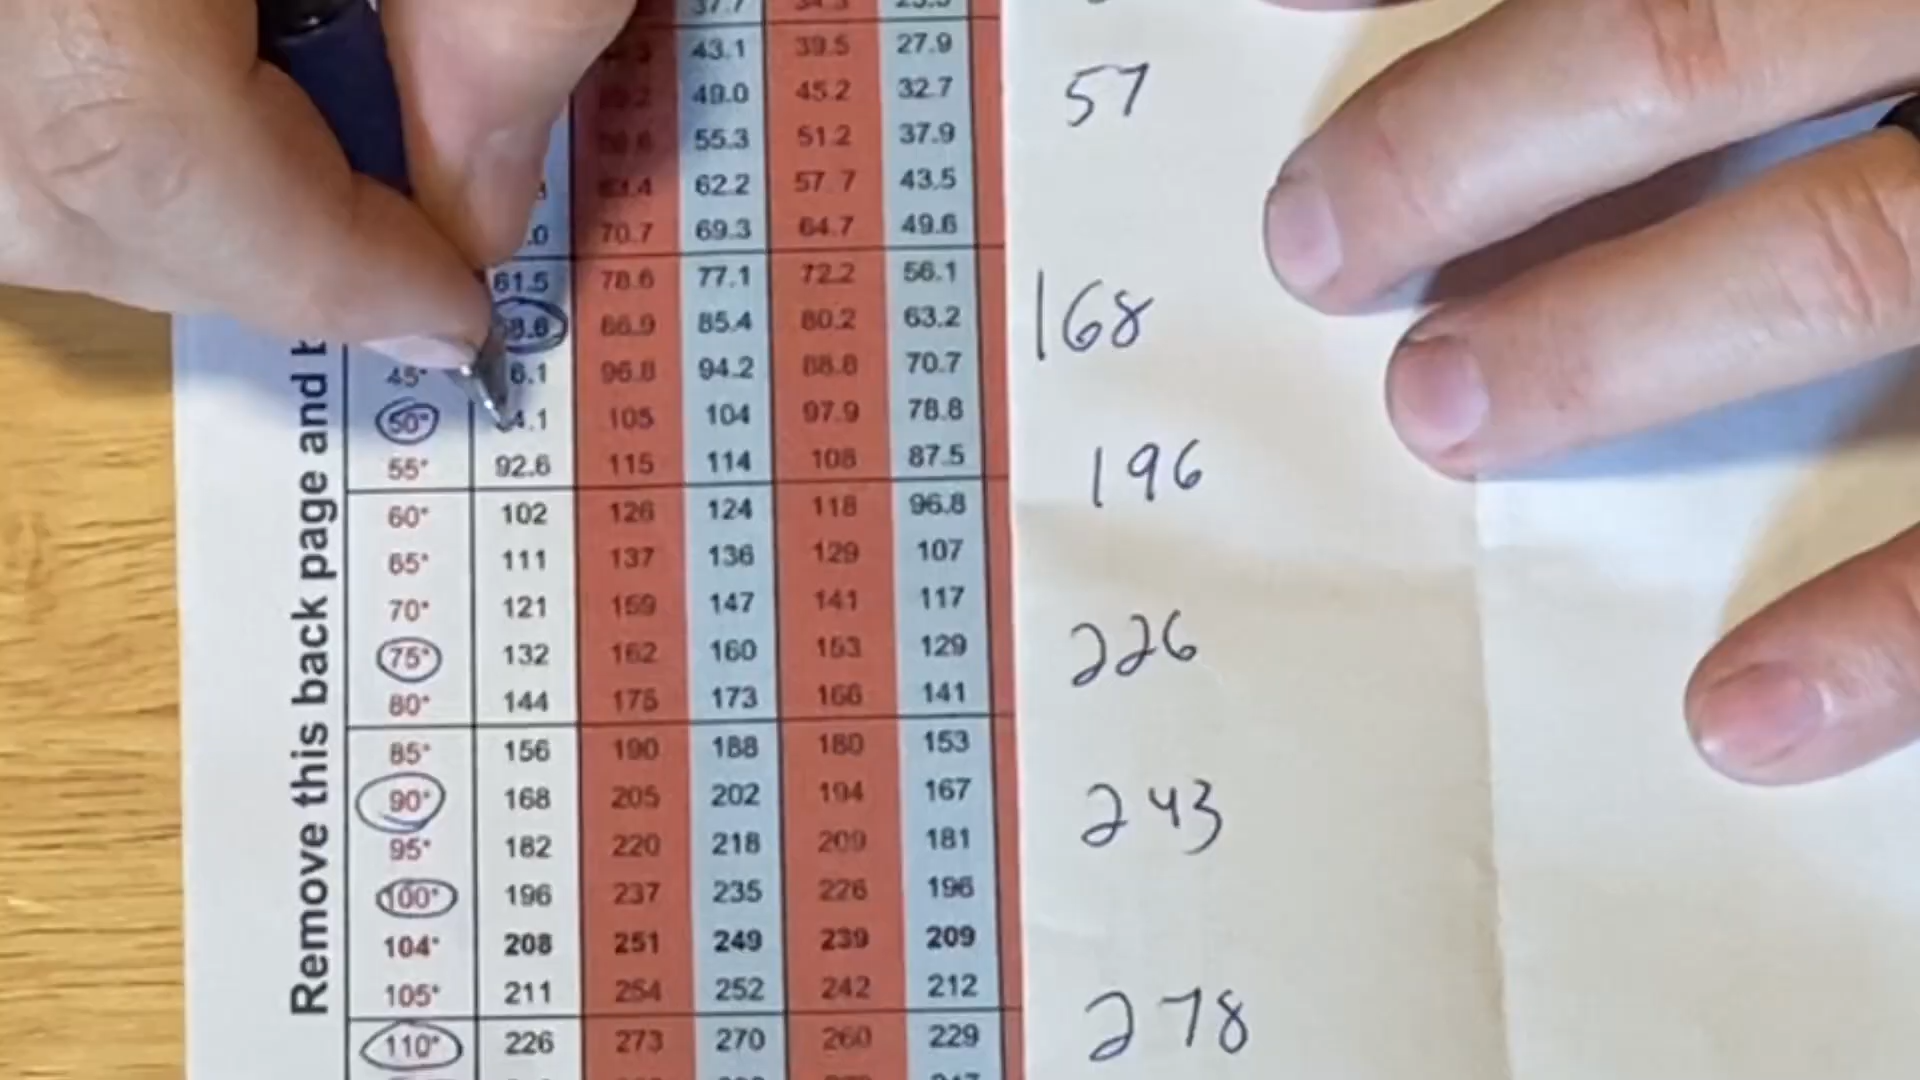 Remove this back page and
37.7 34.3
43.1 39.5 27.9
49.0 45.2 32.7
55.3 51.2 37.9
62.2 57.7 43.5
70.7 69.3 64.7 49.6
61.5 78.6 77.1 72.2 56.1
86.9 85.4 80.2 63.2
45° 6.1 96.8 94.2 88.8 70.7
50° 4.1 105 104 97.9 78.8
55° 92.6 115 114 108 87.5
60° 102 126 124 118 96.8
65° 111 137 136 129 107
70° 121 159 147 141 117
75° 132 162 160 153 129
80° 144 175 173 166 141
85° 156 190 188 180 153
90° 168 205 202 194 167
95° 182 220 218 209 181
100° 196 237 235 226 196
104° 208 251 249 239 209
105° 211 254 252 242 212
110° 226 273 270 260 229
57
168
196
226
243
278